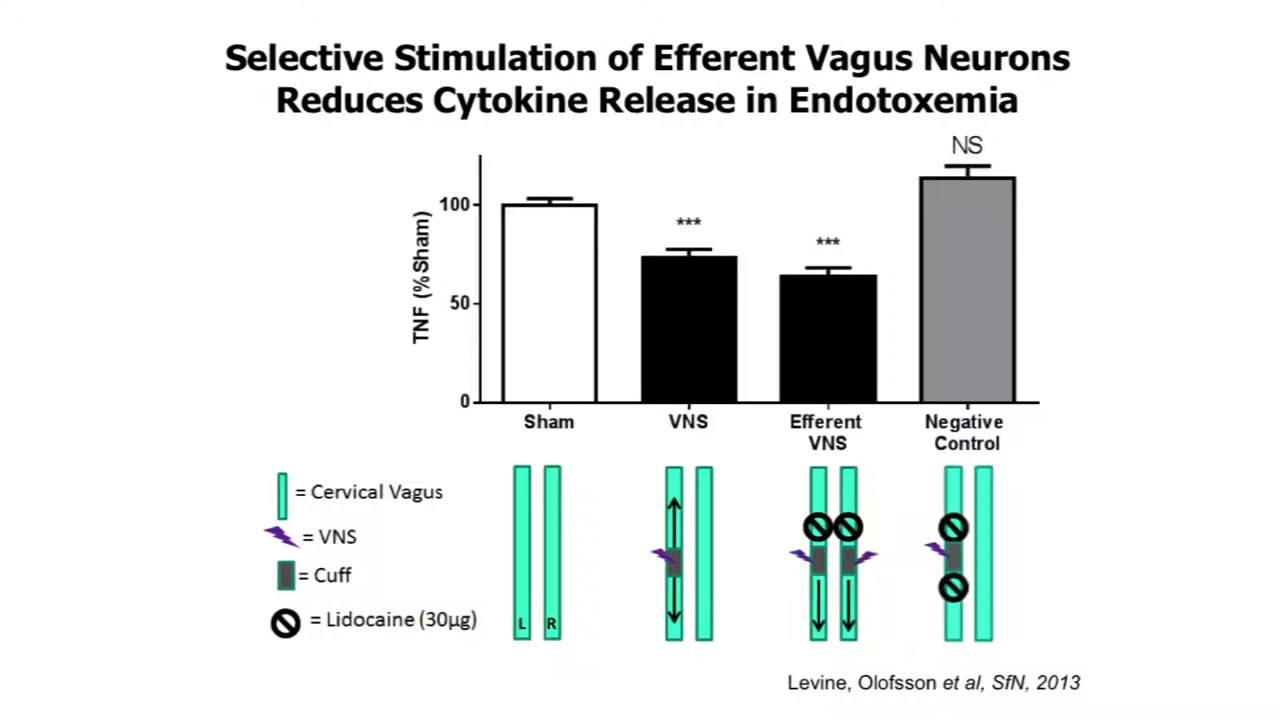 Selective Stimulation of Efferent Vagus Neurons
Reduces Cytokine Release in Endotoxemia
NS
100
***
***
50
0
TNF (% Sham)
Sham
VNS
Efferent
VNS
Negative
Control
= Cervical Vagus
= VNS
= Cuff
= Lidocaine (30µg)
L
R
Levine, Olofsson et al, SfN, 2013